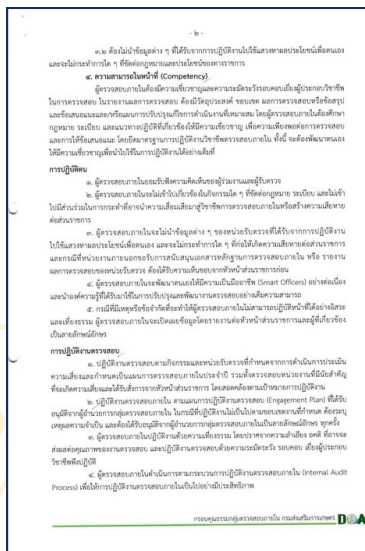 - ๒ -
๓.๒ ต้องไม่นำข้อมูลต่าง ๆ ที่ได้รับจากการปฏิบัติงานไปใช้แสวงหาผลประโยชน์เพื่อตนเอง
และจะไม่กระทำการใด ๆ ที่ขัดต่อกฎหมายและประโยชน์ของทางราชการ
๔. ความสามารถในหน้าที่ (Competency)
ผู้ตรวจสอบภายในต้องมีความเชี่ยวชาญและความระมัดระวังรอบคอบเยี่ยงผู้ประกอบวิชาชีพ
ในการตรวจสอบ ในรายงานผลการตรวจสอบ ต้องมีวัตถุประสงค์ ขอบเขต ผลการตรวจสอบหรือข้อสรุป
และข้อเสนอแนะและ/หรือแผนการปรับปรุงแก้ไขการดำเนินงานที่เหมาะสม โดยผู้ตรวจสอบภายในต้องศึกษา
กฎหมาย ระเบียบ และแนวทางปฏิบัติที่เกี่ยวข้องให้มีความเชี่ยวชาญ เพื่อความเพียงพอต่อการตรวจสอบ
และการให้ข้อเสนอแนะ โดยยึดมาตรฐานการปฏิบัติงานวิชาชีพตรวจสอบภายใน ทั้งนี้ จะต้องพัฒนาตนเอง
ให้มีความเชี่ยวชาญเพื่อนำไปใช้ในการปฏิบัติงานได้อย่างเต็มที่
การปฏิบัติตน
๑. ผู้ตรวจสอบภายในยอมรับฟังความคิดเห็นของผู้ร่วมงานและผู้รับตรวจ
๒. ผู้ตรวจสอบภายในจะไม่เข้าไปเกี่ยวข้องในกิจกรรมใด ๆ ที่ขัดต่อกฎหมาย ระเบียบ และไม่เข้า
ไปมีส่วนร่วมในการกระทำที่อาจนำความเสื่อมเสียมาสู่วิชาชีพการตรวจสอบภายในหรือสร้างความเสียหาย
ต่อส่วนราชการ
๓. ผู้ตรวจสอบภายในจะไม่นำข้อมูลต่าง ๆ ของหน่วยรับตรวจที่ได้รับจากการปฏิบัติงาน
ไปใช้แสวงหาผลประโยชน์เพื่อตนเอง และจะไม่กระทำการใด ๆ ที่ก่อให้เกิดความเสียหายต่อส่วนราชการ
และกรณีที่หน่วยงานภายนอกขอรับการสนับสนุนเอกสารหลักฐานการตรวจสอบภายใน หรือ รายงาน
ผลการตรวจสอบของหน่วยรับตรวจ ต้องได้รับความเห็นชอบจากหัวหน้าส่วนราชการก่อน
๔. ผู้ตรวจสอบภายในจะพัฒนาตนเองให้มีความเป็นมืออาชีพ (Smart Officers) อย่างต่อเนื่อง
และนำองค์ความรู้ที่ได้รับมาใช้ในการปรับปรุงและพัฒนางานตรวจสอบอย่างเต็มความสามารถ
๕. กรณีที่มีเหตุหรือข้อจำกัดที่จะทำให้ผู้ตรวจสอบภายในไม่สามารถปฏิบัติหน้าที่ได้อย่างอิสระ
และเที่ยงธรรม ผู้ตรวจสอบภายในจะเปิดเผยข้อมูลโดยรายงานต่อหัวหน้าส่วนราชการและผู้ที่เกี่ยวข้อง
เป็นลายลักษณ์อักษร
การปฏิบัติงานตรวจสอบ
๑. ปฏิบัติงานตรวจสอบตามกิจกรรมและหน่วยรับตรวจที่กำหนดจากการดำเนินการประเมิน
ความเสี่ยงและกำหนดเป็นแผนการตรวจสอบภายในประจำปี รวมทั้งตรวจสอบหน่วยงานที่มีนัยสำคัญ
ที่จะเกิดความเสี่ยงและได้รับสั่งการจากหัวหน้าส่วนราชการ โดยสอดคล้องตามเป้าหมายการปฏิบัติงาน
๒. ปฏิบัติงานตรวจสอบภายใน ตามแผนการปฏิบัติงานตรวจสอบ (Engagement Plan) ที่ได้รับ
อนุมัติจากผู้อำนวยการกลุ่มตรวจสอบภายใน ในกรณีที่ปฏิบัติงานไม่เป็นไปตามขอบเขตงานที่กำหนด ต้องระบุ
เหตุผลความจำเป็น และต้องได้รับอนุมัติจากผู้อำนวยการกลุ่มตรวจสอบภายในเป็นลายลักษณ์อักษร ทุกครั้ง
๓. ผู้ตรวจสอบภายในปฏิบัติงานด้วยความเที่ยงธรรม โดยปราศจากความลำเอียง อคติ ที่อาจจะ
ส่งผลต่อคุณภาพของงานตรวจสอบ และปฏิบัติงานตรวจสอบด้วยความระมัดระวัง รอบคอบ เยี่ยงผู้ประกอบ
วิชาชีพพึงปฏิบัติ
๔. ผู้ตรวจสอบภายในดำเนินการตามกระบวนการปฏิบัติงานตรวจสอบภายใน (Internal Audit
Process) เพื่อให้การปฏิบัติงานตรวจสอบภายในเป็นไปอย่างมีประสิทธิภาพ
กรอบคุณธรรมกลุ่มตรวจสอบภายใน กรมส่งเสริมการเกษตร